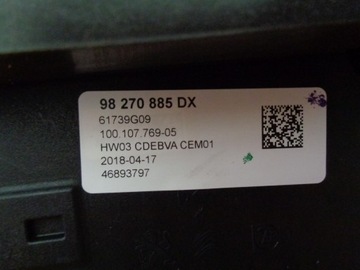 98 270 885 DX
61739G09
100.107.769-05
HW03 CDEBVA CEM01
2018-04-17
46893797